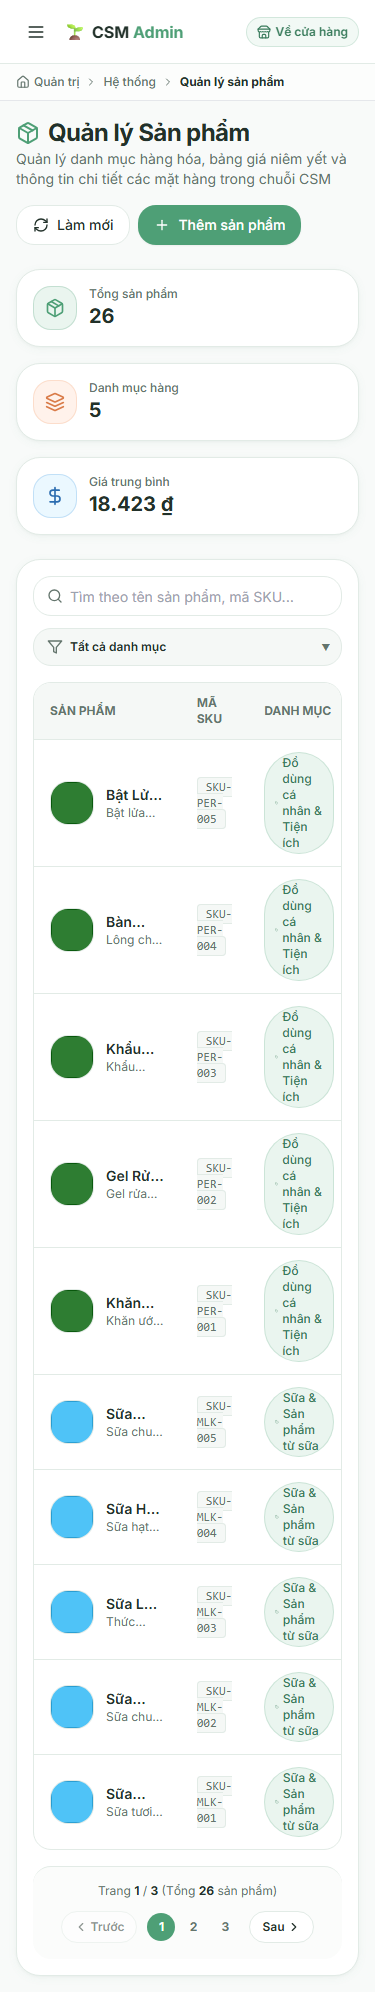 CSM Admin
Về cửa hàng
Quản trị
Hệ thống
Quản lý sản phẩm
Quản lý Sản phẩm
Quản lý danh mục hàng hóa, bảng giá niêm yết và
thông tin chi tiết các mặt hàng trong chuỗi CSM
Làm mới
Thêm sản phẩm
Tổng sản phẩm
26
Danh mục hàng
5
Giá trung bình
18.423 ₫
Tìm theo tên sản phẩm, mã SKU...
Tất cả danh mục
SẢN PHẨM
MÃ
SKU
DANH MỤC
Bật Lử...
Bật lửa...
SKU-
PER-
005
Đồ
dùng
cá
nhân &
Tiện
ích
Bàn...
Lông ch...
SKU-
PER-
004
Đồ
dùng
cá
nhân &
Tiện
ích
Khẩu...
Khẩu...
SKU-
PER-
003
Đồ
dùng
cá
nhân &
Tiện
ích
Gel Rử...
Gel rửa...
SKU-
PER-
002
Đồ
dùng
cá
nhân &
Tiện
ích
Khăn...
Khăn ướ...
SKU-
PER-
001
Đồ
dùng
cá
nhân &
Tiện
ích
Sữa...
Sữa chu...
SKU-
MLK-
005
Sữa &
Sản
phẩm
từ sữa
Sữa H...
Sữa hạt...
SKU-
MLK-
004
Sữa &
Sản
phẩm
từ sữa
Sữa L...
Thức...
SKU-
MLK-
003
Sữa &
Sản
phẩm
từ sữa
Sữa...
Sữa chu...
SKU-
MLK-
002
Sữa &
Sản
phẩm
từ sữa
Sữa...
Sữa tươi...
SKU-
MLK-
001
Sữa &
Sản
phẩm
từ sữa
Trang 1 / 3 (Tổng 26 sản phẩm)
Trước
1
2
3
Sau